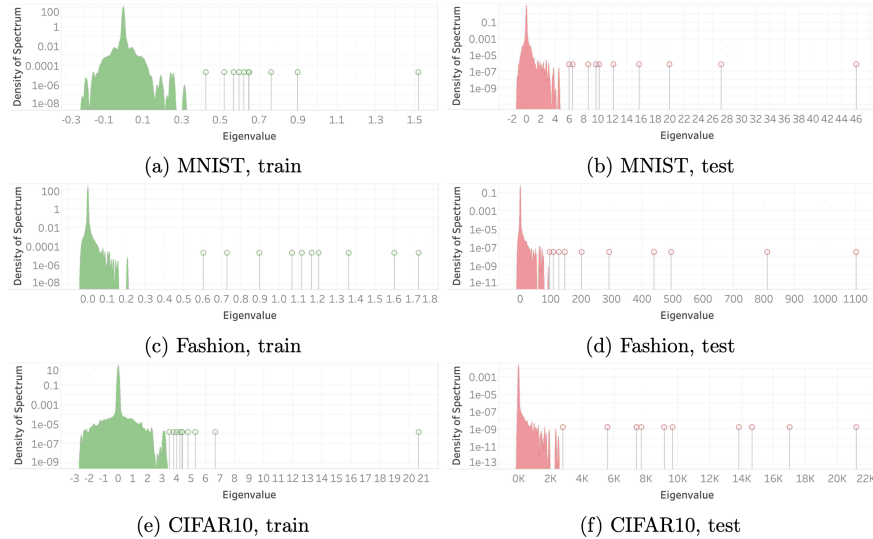 Density of Spectrum
100
1
0.01
0.0001
1e-06
1e-08
-0.3 -0.1 0.1 0.3 0.5 0.7 0.9 1.1 1.3 1.5
Eigenvalue
(a) MNIST, train
Density of Spectrum
0.1
0.001
1e-05
1e-07
1e-09
-2 0 2 4 6 8 10 12 14 16 18 20 22 24 26 28 30 32 34 36 38 40 42 44 46
Eigenvalue
(b) MNIST, test
Density of Spectrum
100
1
0.01
0.0001
1e-06
1e-08
0.0 0.1 0.2 0.3 0.4 0.5 0.6 0.7 0.8 0.9 1.0 1.1 1.2 1.3 1.4 1.5 1.6 1.7 1.8
Eigenvalue
(c) Fashion, train
Density of Spectrum
0.1
0.001
1e-05
1e-07
1e-09
1e-11
0 100 200 300 400 500 600 700 800 900 1000 1100
Eigenvalue
(d) Fashion, test
Density of Spectrum
10
0.1
0.001
1e-05
1e-07
1e-09
-3 -2 -1 0 1 2 3 4 5 6 7 8 9 10 11 12 13 14 15 16 17 18 19 20 21
Eigenvalue
(e) CIFAR10, train
Density of Spectrum
0.001
1e-05
1e-07
1e-09
1e-11
1e-13
0K 2K 4K 6K 8K 10K 12K 14K 16K 18K 20K 22K
Eigenvalue
(f) CIFAR10, test